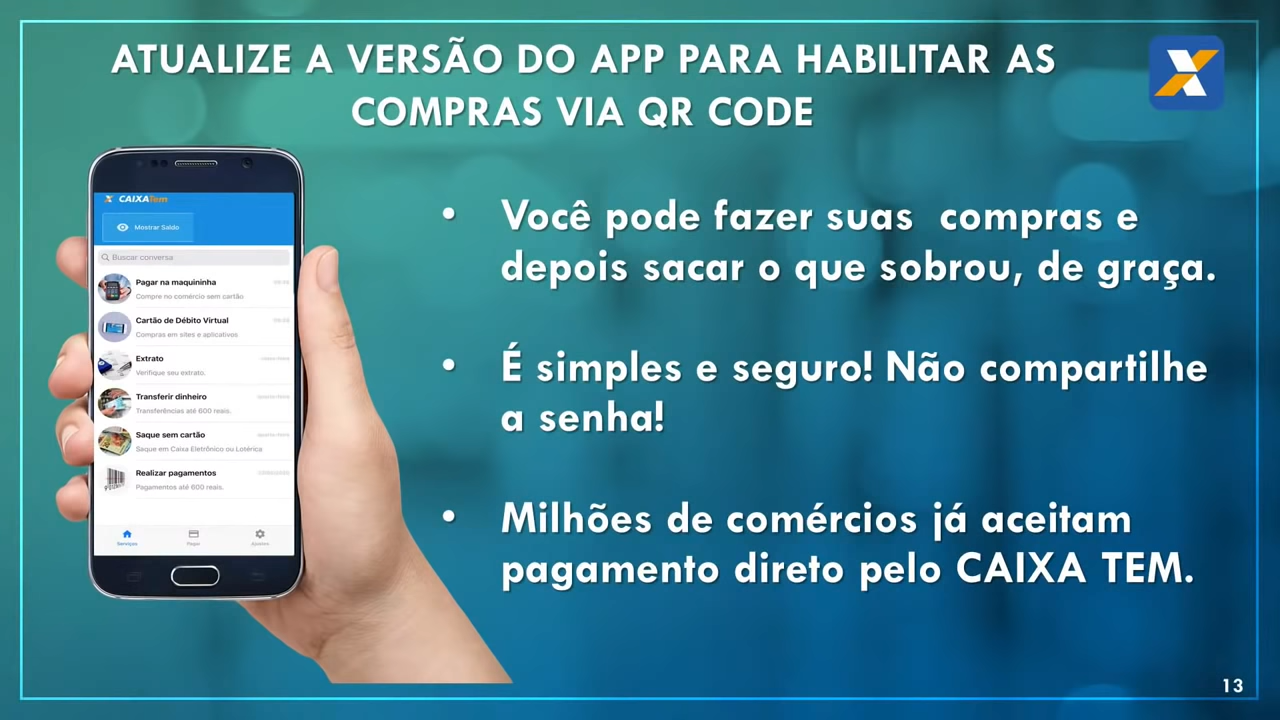 ATUALIZE A VERSÃO DO APP PARA HABILITAR AS
COMPRAS VIA QR CODE
CAIXATem
Mostrar Saldo
Buscar conversa
Pagar na maquininha
Compre no comércio sem cartão
Cartão de Débito Virtual
Compras em sites e aplicativos
Extrato
Verifique seu extrato.
Transferir dinheiro
Transferências até 600 reais.
Saque sem cartão
Saque em Caixa Eletrônico ou Lotérica
Realizar pagamentos
Pagamentos até 600 reais.
Serviços
Pagar
Ajustes
• Você pode fazer suas  compras e
depois sacar o que sobrou, de graça.
• É simples e seguro! Não compartilhe
a senha!
• Milhões de comércios já aceitam
pagamento direto pelo CAIXA TEM.
13